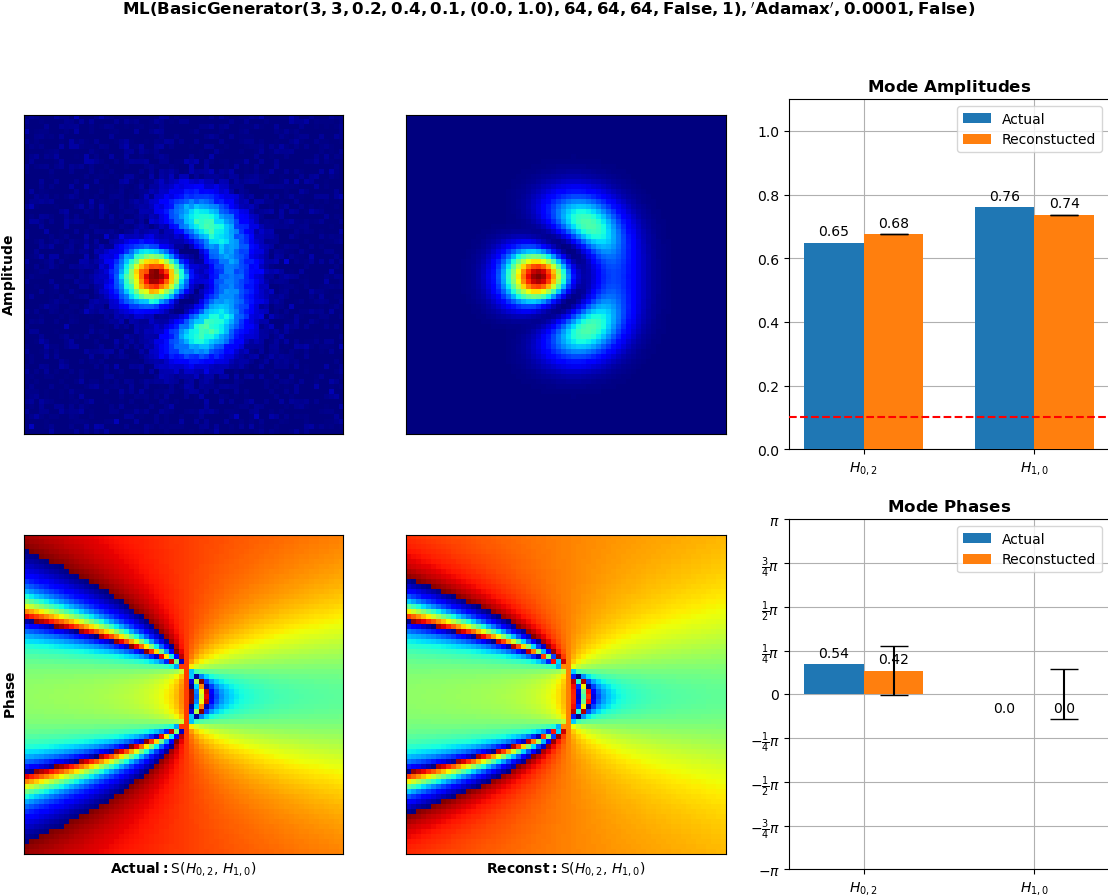 ML(BasicGenerator(3, 3, 0.2, 0.4, 0.1, (0.0, 1.0), 64, 64, 64, False, 1), ′Adamax′, 0.0001, False)
Amplitude
Mode Amplitudes
Actual
Reconstucted
1.0
0.8
0.6
0.4
0.2
0.0
0.65
0.68
0.76
0.74
H0, 2
H1, 0
Phase
Actual: S(H0, 2, H1, 0)
Reconst: S(H0, 2, H1, 0)
Mode Phases
Actual
Reconstucted
π
3/4π
1/2π
1/4π
0
−1/4π
−1/2π
−3/4π
−π
0.54
0.42
0.0
0.0
H0, 2
H1, 0